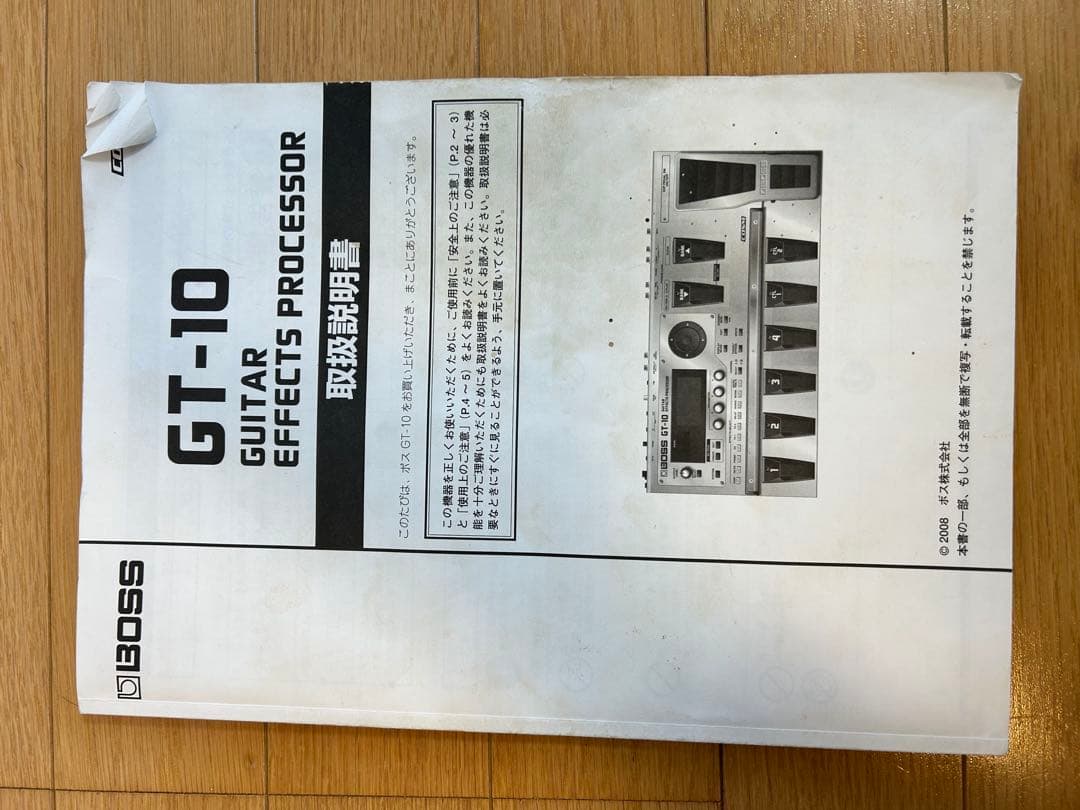 BOSS
GT-10
GUITAR
EFFECTS PROCESSOR
取扱説明書
このたびは、ボス GT-10 をお買い上げいただき、まことにありがとうございます。
この機器を正しくお使いいただくために、ご使用前に「安全上のご注意」(P.2 ～ 3)
と「使用上のご注意」(P.4 ～ 5) をよくお読みください。また、この機器の優れた機
能を十分ご理解いただくためにも取扱説明書をよくお読みください。取扱説明書は必
要なときにすぐに見ることができるよう、手元に置いてください。
BOSS GT-10
1
2
3
4
© 2008 ボス株式会社
本書の一部、もしくは全部を無断で複写・転載することを禁じます。